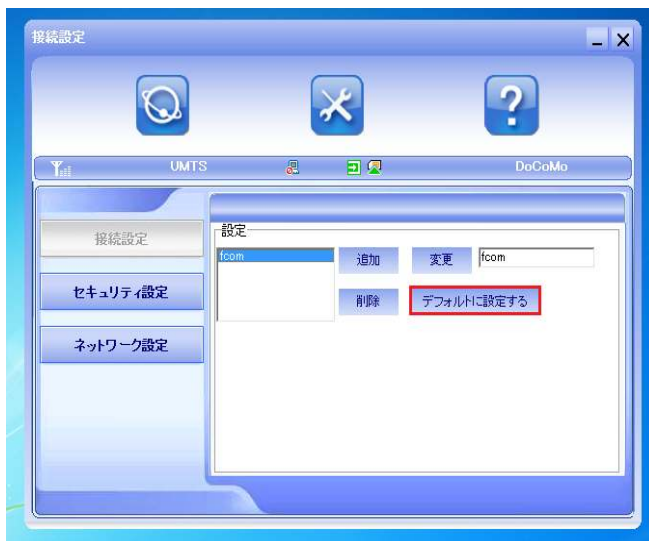 接続設定
UMTS
DoCoMo
接続設定
セキュリティ設定
ネットワーク設定
設定
fcom
追加
変更
fcom
削除
デフォルトに設定する